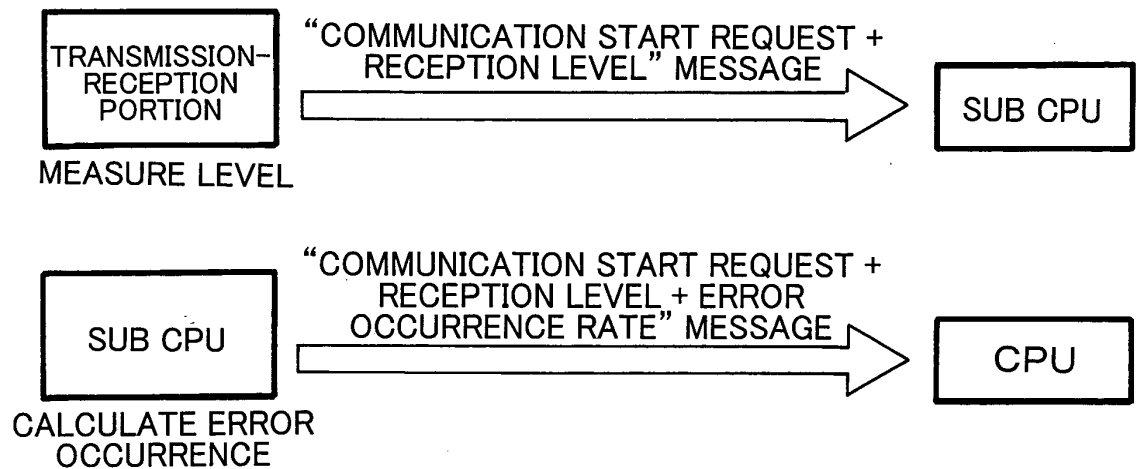 TRANSMISSION-
RECEPTION
PORTION
MEASURE LEVEL
“COMMUNICATION START REQUEST +
RECEPTION LEVEL” MESSAGE
SUB CPU
SUB CPU
CALCULATE ERROR
OCCURRENCE
“COMMUNICATION START REQUEST +
RECEPTION LEVEL + ERROR
OCCURRENCE RATE” MESSAGE
CPU